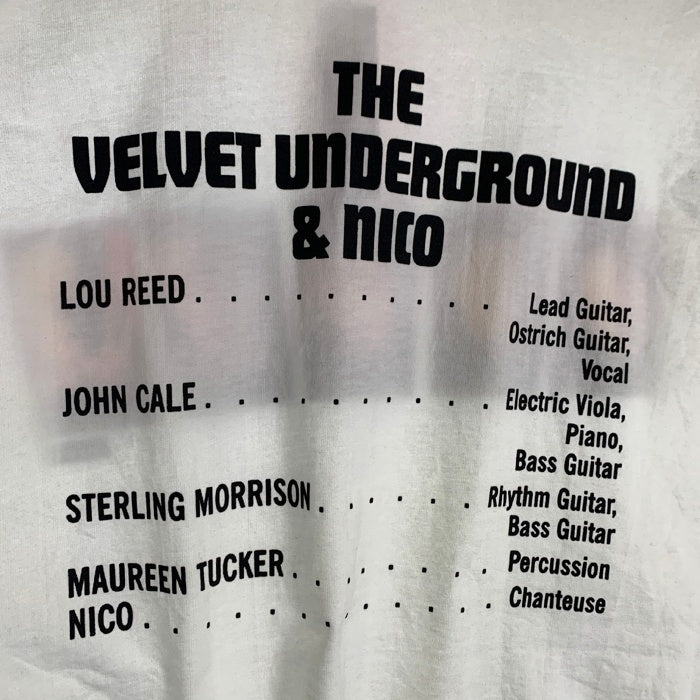 THE
VELVET UNDERGROUND
& NICO
LOU REED . . . . . . . . . . Lead Guitar,
Ostrich Guitar,
Vocal
JOHN CALE . . . . . . . . . . Electric Viola,
Piano,
Bass Guitar
STERLING MORRISON . . . . . . Rhythm Guitar,
Bass Guitar
MAUREEN TUCKER . . . . . . . . Percussion
NICO . . . . . . . . . . . . Chanteuse